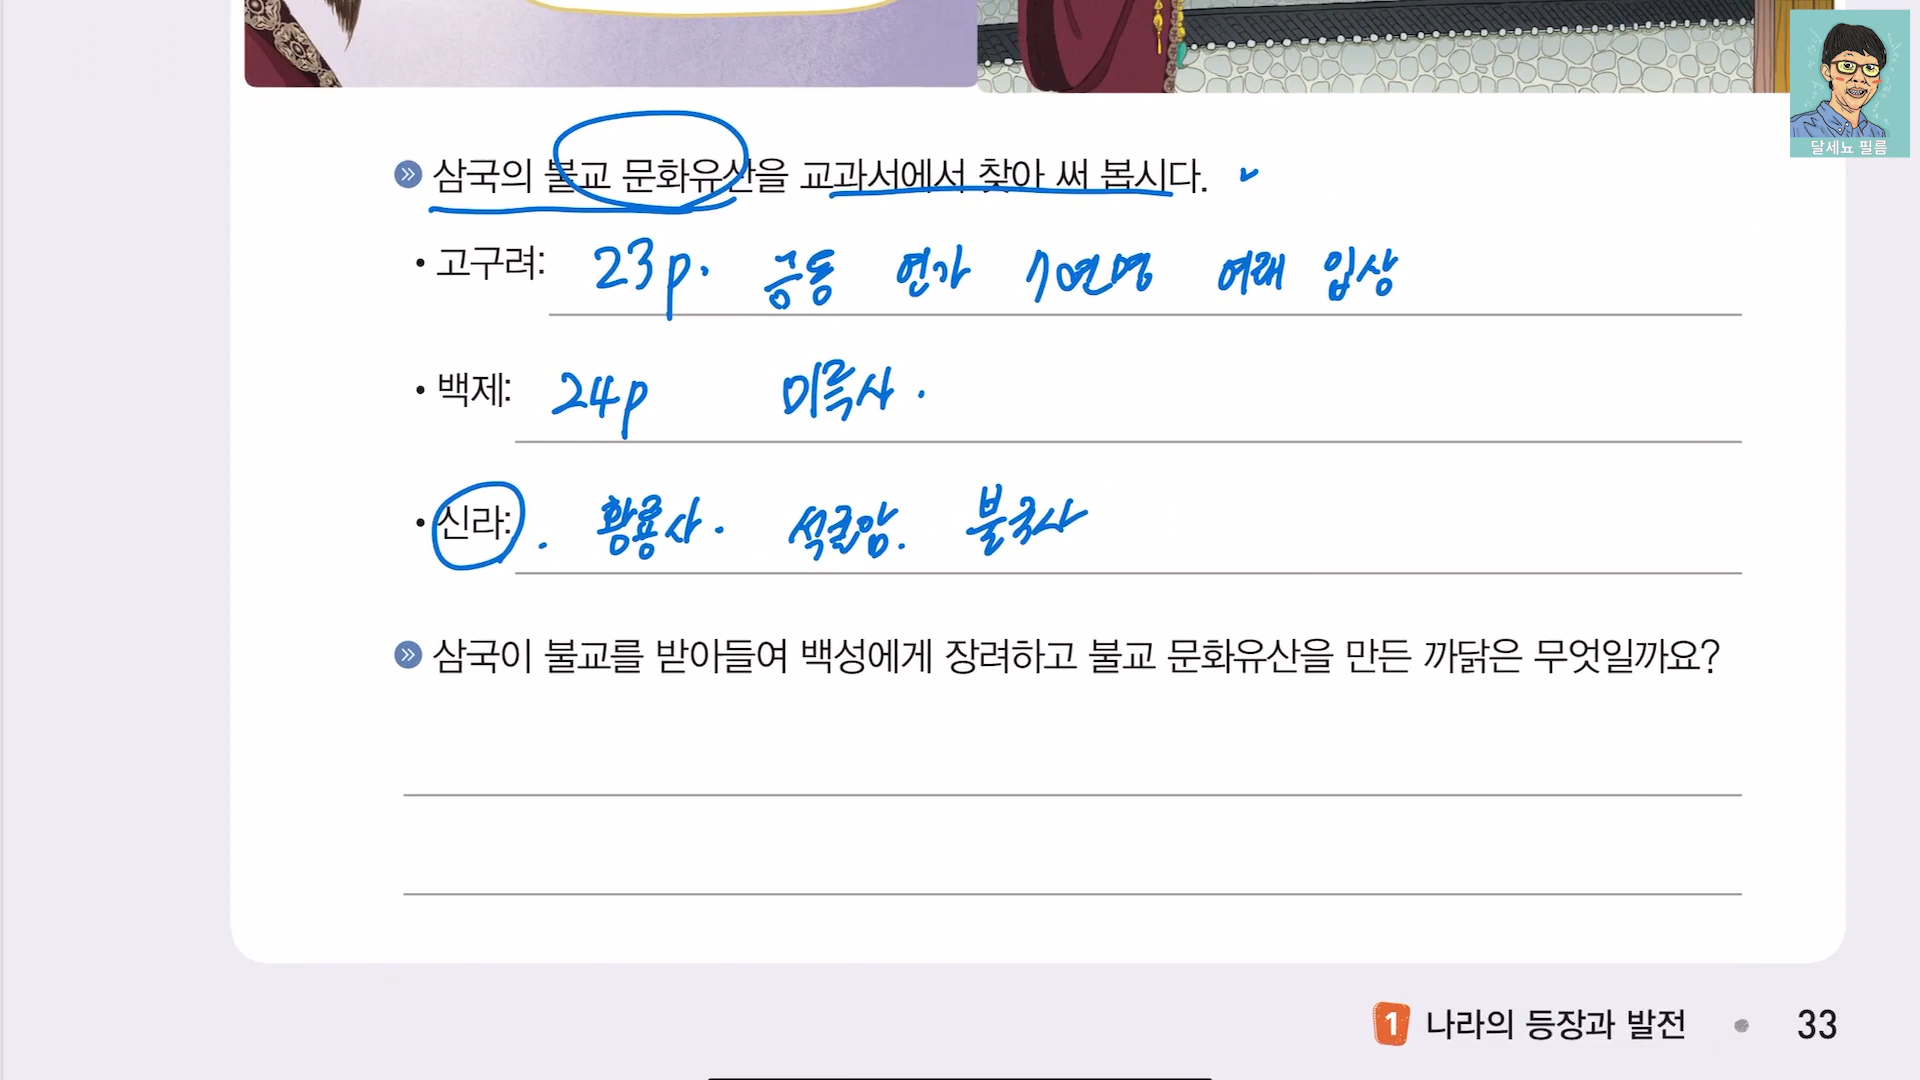 달세뇨 필름
삼국의 불교 문화유산을 교과서에서 찾아 써 봅시다.
• 고구려: 23p. 금동 연가 7연명 여래 입상
• 백제: 24p 미륵사.
• 신라: 황룡사. 석굴암. 불국사
삼국이 불교를 받아들여 백성에게 장려하고 불교 문화유산을 만든 까닭은 무엇일까요?
1 나라의 등장과 발전 • 33